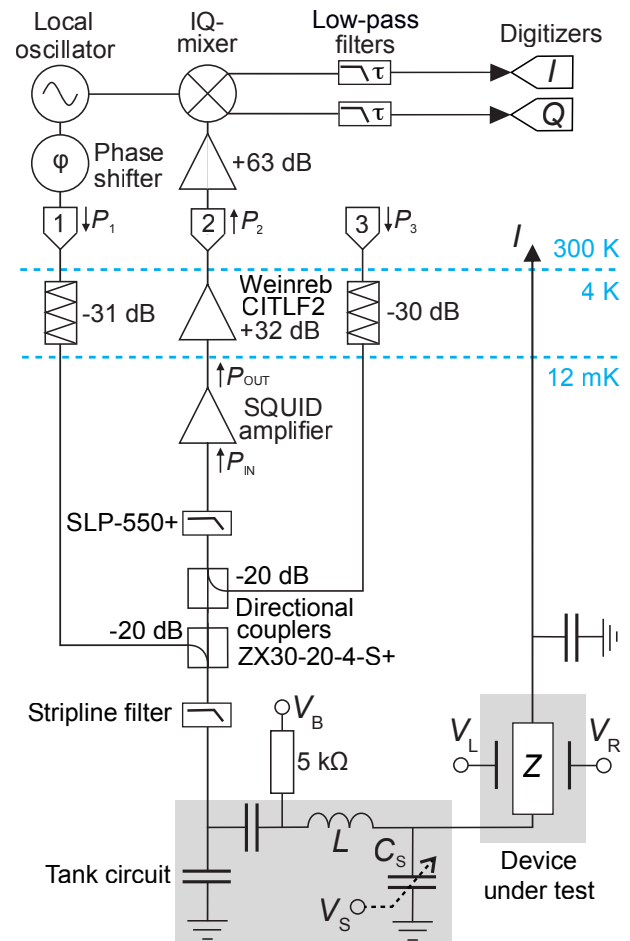 Local
oscillator
IQ-
mixer
Low-pass
filters
Digitizers
τ
I
τ
Q
φ
Phase
shifter
+63 dB
1
P1
2
P2
3
P3
I
300 K
-31 dB
Weinreb
CITLF2
+32 dB
-30 dB
4 K
12 mK
POUT
SQUID
amplifier
PIN
SLP-550+
-20 dB
Directional
couplers
ZX30-20-4-S+
-20 dB
Stripline filter
VB
5 kΩ
VL
Z
VR
L
CS
Tank circuit
VS
Device
under test